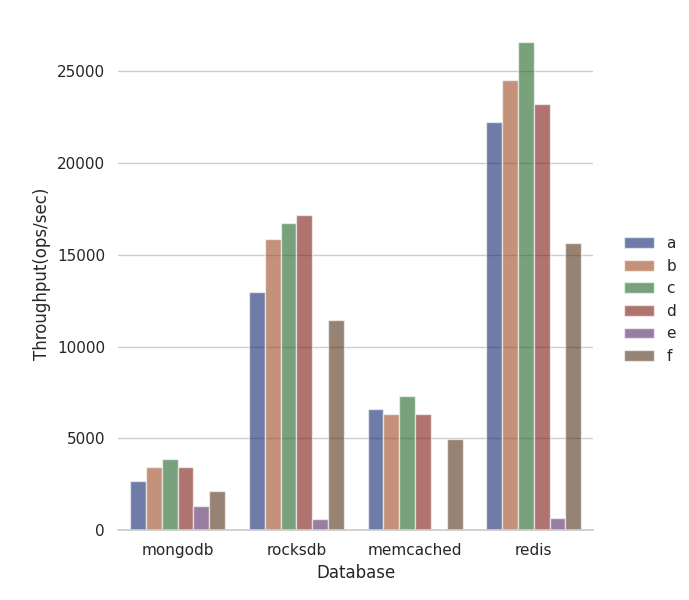 25000
20000
15000
10000
5000
0
Throughput(ops/sec)
mongodb
rocksdb
memcached
redis
Database
a
b
c
d
e
f